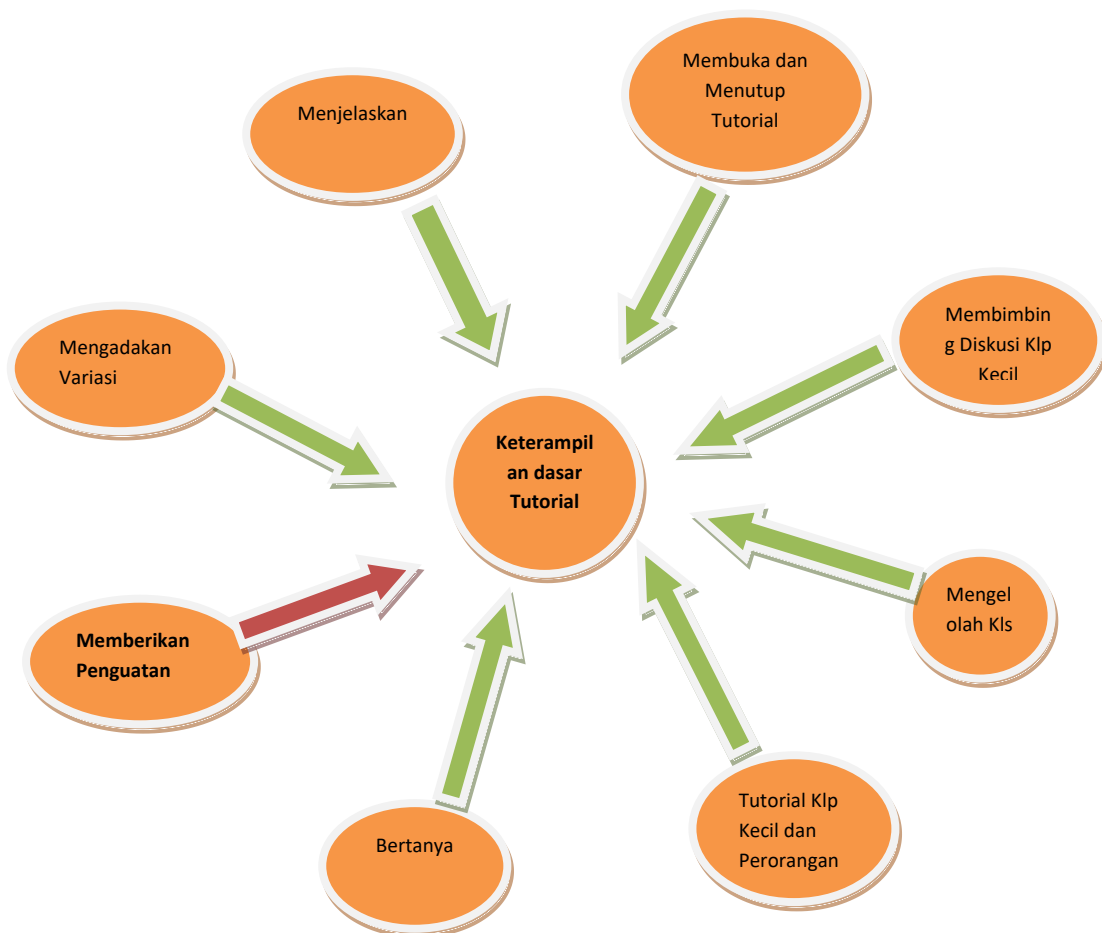 Membuka dan
Menutup
Tutorial
Menjelaskan
Membimbin
g Diskusi Klp
Kecil
Mengadakan
Variasi
Keterampil
an dasar
Tutorial
Mengel
olah Kls
Memberikan
Penguatan
Tutorial Klp
Kecil dan
Perorangan
Bertanya